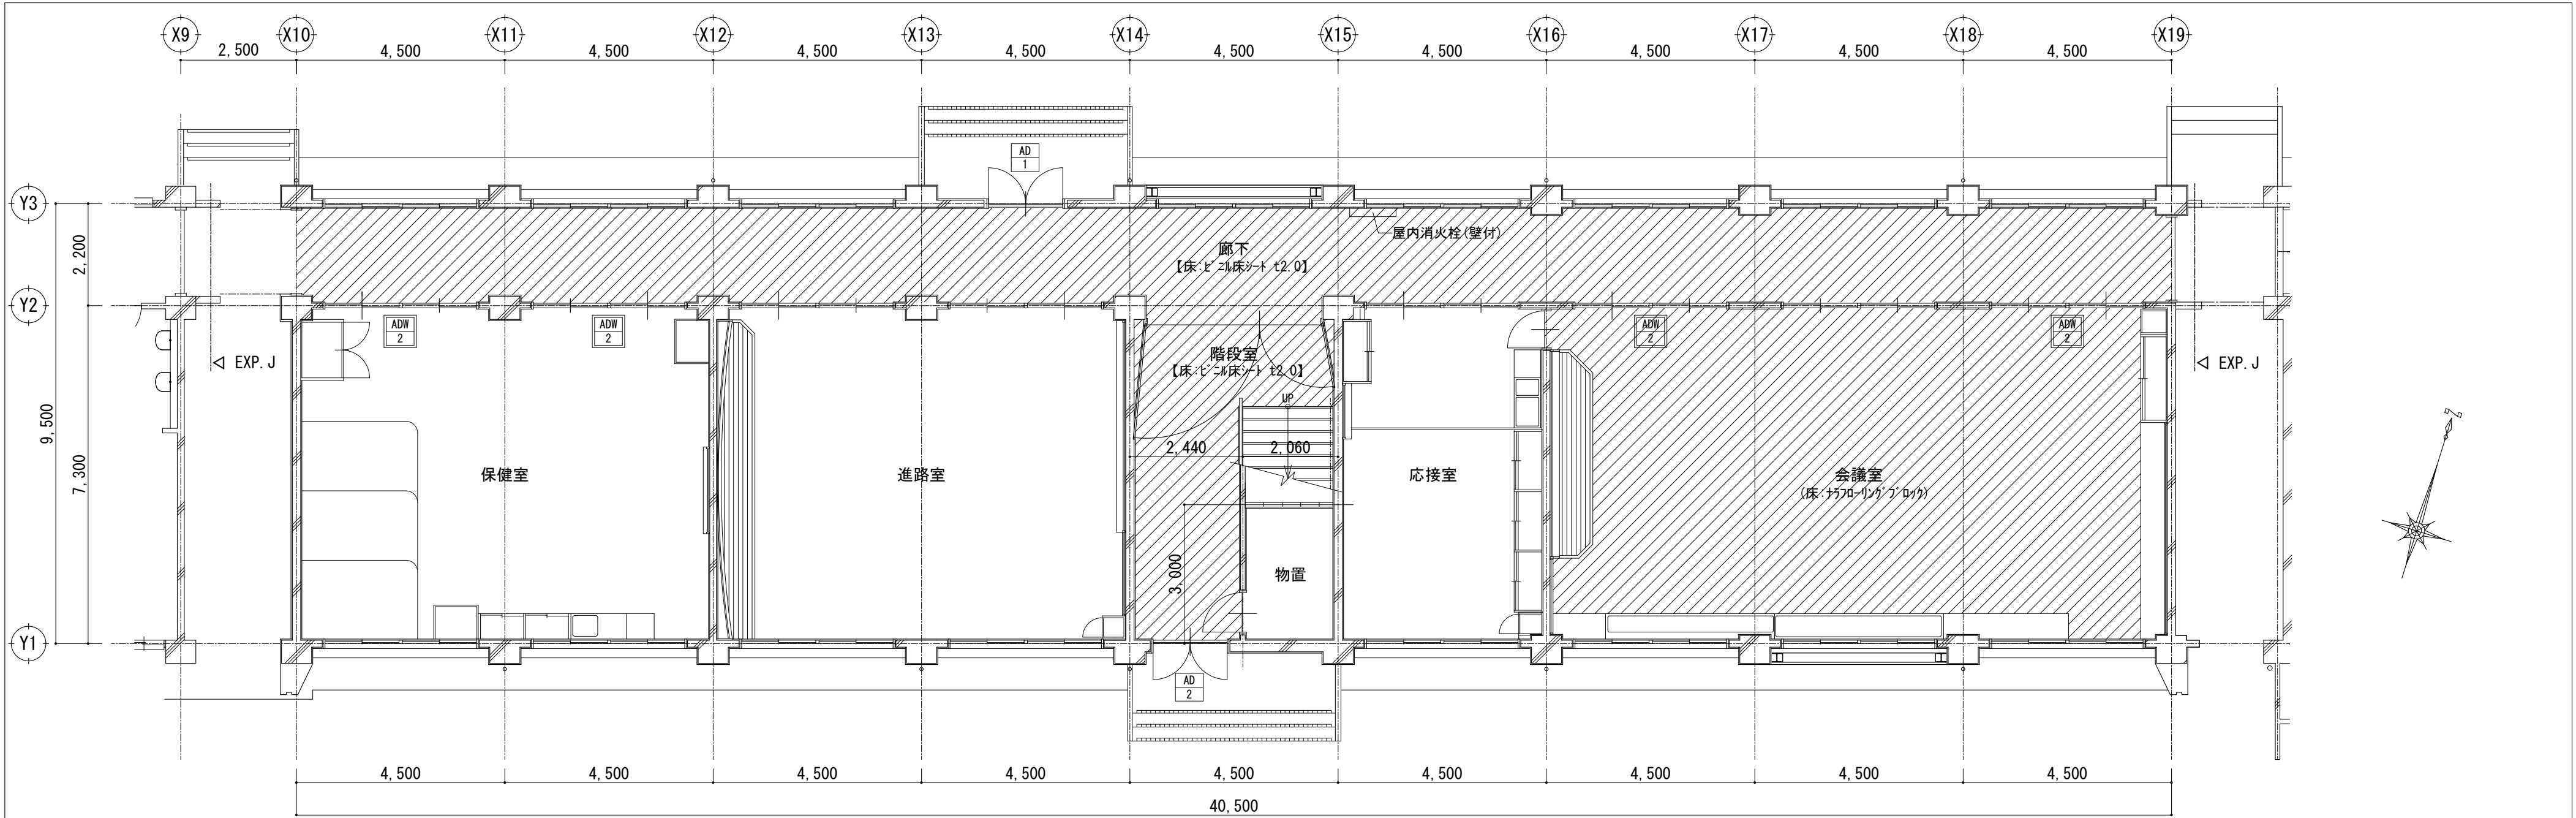 X9 X10 X11 X12 X13 X14 X15 X16 X17 X18 X19
2,500 4,500 4,500 4,500 4,500 4,500 4,500 4,500 4,500 4,500
AD
1
Y3
屋内消火栓(壁付)
2,200
廊下
【床:ﾋﾞﾆﾙ床ｼｰﾄ t2.0】
Y2
ADW
2
ADW
2
ADW
2
ADW
2
階段室
【床:ﾋﾞﾆﾙ床ｼｰﾄ t2.0】
EXP.J
EXP.J
UP
9,500
7,300
2,440
2,060
保健室
進路室
応接室
会議室
(床:ﾅﾗﾌﾛｰﾘﾝｸﾞﾌﾞﾛｯｸ)
3,000
物置
Y1
AD
2
4,500 4,500 4,500 4,500 4,500 4,500 4,500 4,500 4,500
40,500
Z